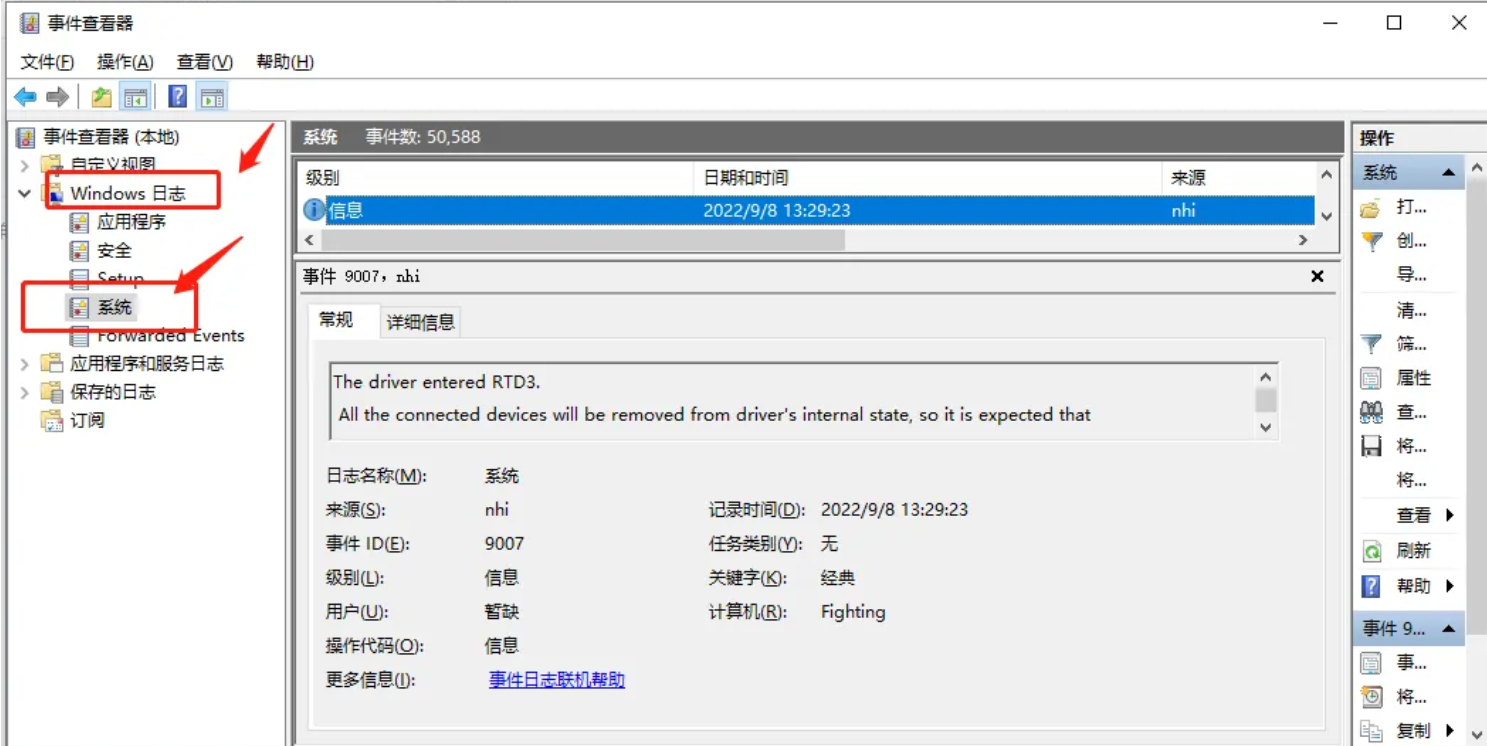 事件查看器
文件(F) 操作(A) 查看(V) 帮助(H)
事件查看器 (本地)
自定义视图
Windows 日志
应用程序
安全
Setup
系统
Forwarded Events
应用程序和服务日志
保存的日志
订阅
系统 事件数: 50,588
级别 日期和时间 来源
信息 2022/9/8 13:29:23 nhi
事件 9007，nhi
常规 详细信息
The driver entered RTD3.
All the connected devices will be removed from driver's internal state, so it is expected that
日志名称(M): 系统
来源(S): nhi 记录时间(D): 2022/9/8 13:29:23
事件 ID(E): 9007 任务类别(Y): 无
级别(L): 信息 关键字(K): 经典
用户(U): 暂缺 计算机(R): Fighting
操作代码(O): 信息
更多信息(I): 事件日志联机帮助
操作
系统
打...
创...
导...
清...
筛...
属性
查...
将...
将...
查看
刷新
帮助
事件 9...
事...
将...
复制